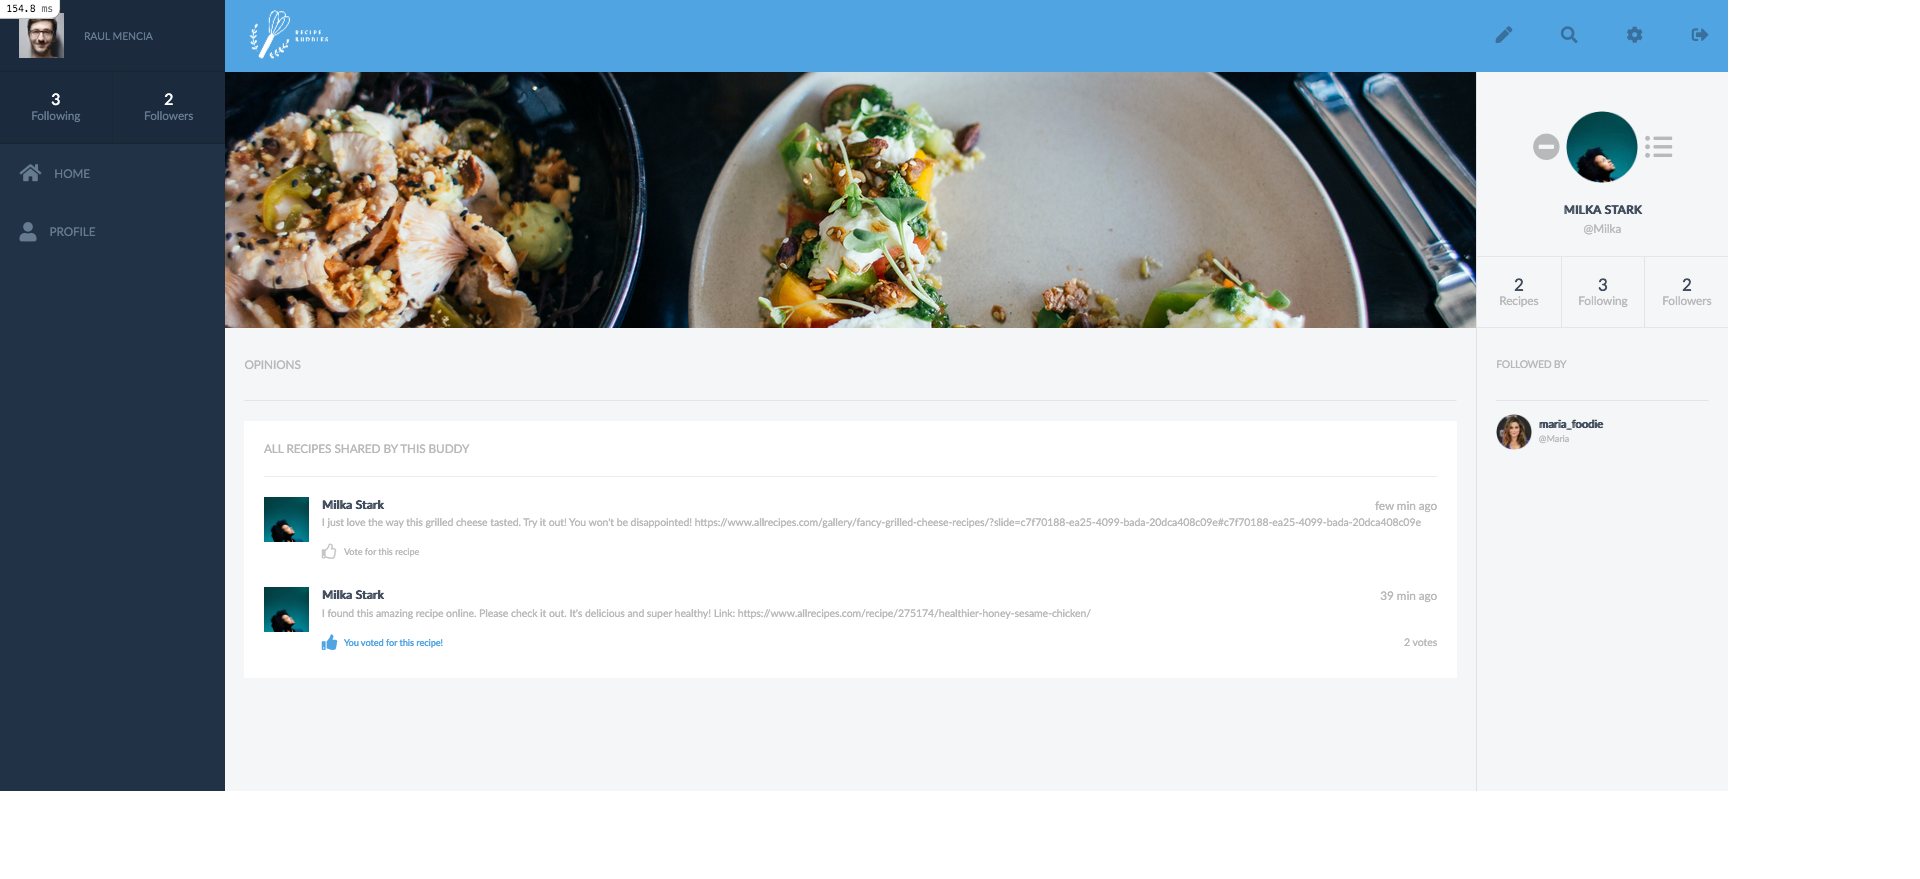 154.8 ms
RAUL MENCIA
3
Following
2
Followers
HOME
PROFILE
RECIPE
BUDDIES
OPINIONS
ALL RECIPES SHARED BY THIS BUDDY
Milka Stark
few min ago
I just love the way this grilled cheese tasted. Try it out! You won't be disappointed! https://www.allrecipes.com/gallery/fancy-grilled-cheese-recipes/?slide=c7f70188-ea25-4099-bada-20dca408c09e#c7f70188-ea25-4099-bada-20dca408c09e
Vote for this recipe
Milka Stark
39 min ago
I found this amazing recipe online. Please check it out. It's delicious and super healthy! Link: https://www.allrecipes.com/recipe/275174/healthier-honey-sesame-chicken/
You voted for this recipe!
2 votes
MILKA STARK
@Milka
2
Recipes
3
Following
2
Followers
FOLLOWED BY
maria_foodie
@Maria